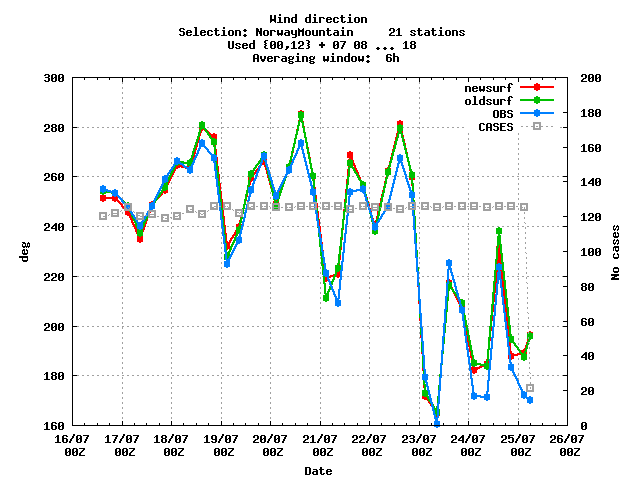 Wind direction
Selection: NorwayMountain 21 stations
Used {00,12} + 07 08 ... 18
Averaging window: 6h
300 200
newsurf
oldsurf
OBS
CASES
180
280
160
260
140
240
120
220
100
200
80
60
180
40
20
160 0
deg
No cases
16/07 17/07 18/07 19/07 20/07 21/07 22/07 23/07 24/07 25/07 26/07
00Z 00Z 00Z 00Z 00Z 00Z 00Z 00Z 00Z 00Z 00Z
Date